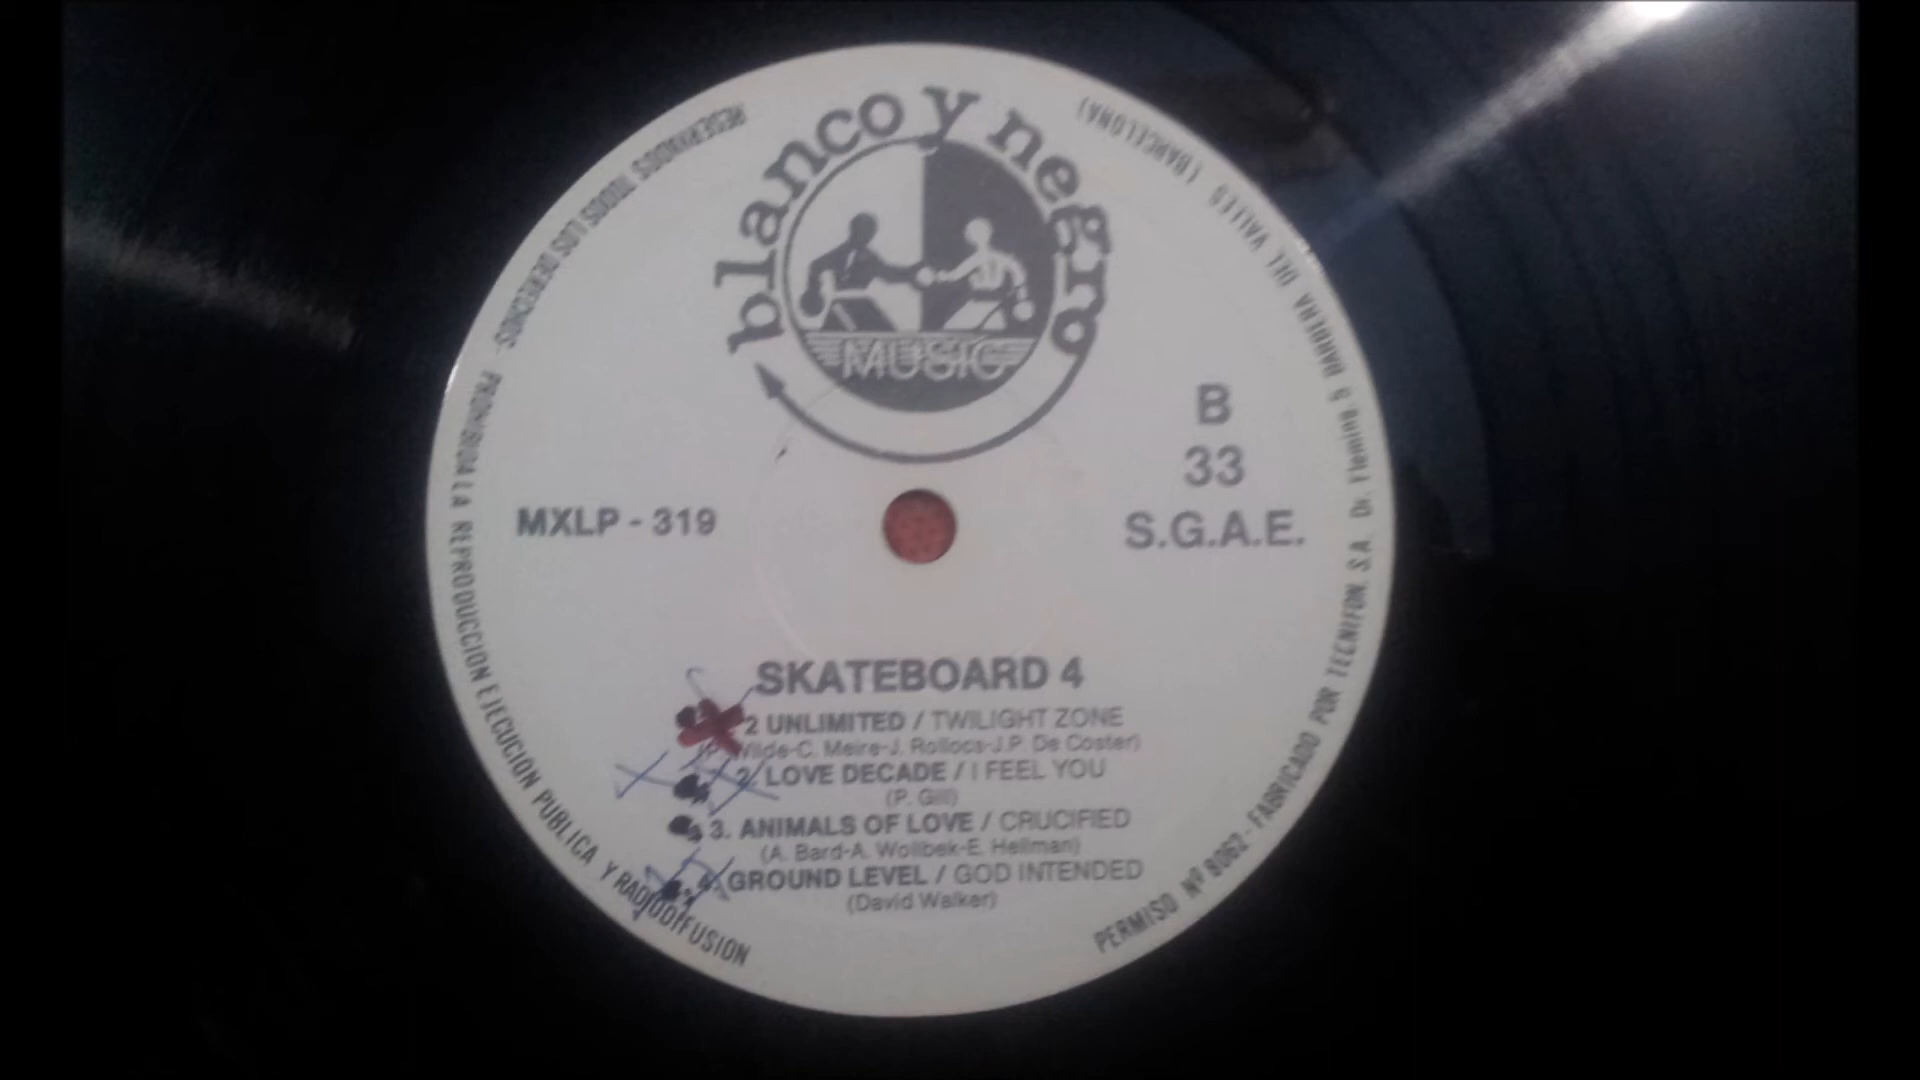 blanco y negro
MUSIC
B
33
S.G.A.E.
MXLP - 319
SKATEBOARD 4
2 UNLIMITED / TWILIGHT ZONE
Wilde-C. Meire-J. Rollocs-J.P. De Coster)
2. LOVE DECADE / I FEEL YOU
(P. Gill)
3. ANIMALS OF LOVE / CRUCIFIED
(A. Bard-A. Wollbek-E. Hellman)
4. GROUND LEVEL / GOD INTENDED
(David Walker)
RESERVADOS TODOS LOS DERECHOS - PROHIBIDA LA REPRODUCCION EJECUCION PUBLICA Y RADIODIFUSION
PERMISO Nº 8062 - FABRICADO POR TECNIFON. S.A. Dr. Fleming, 5 BARBERA DEL VALLES (BARCELONA)